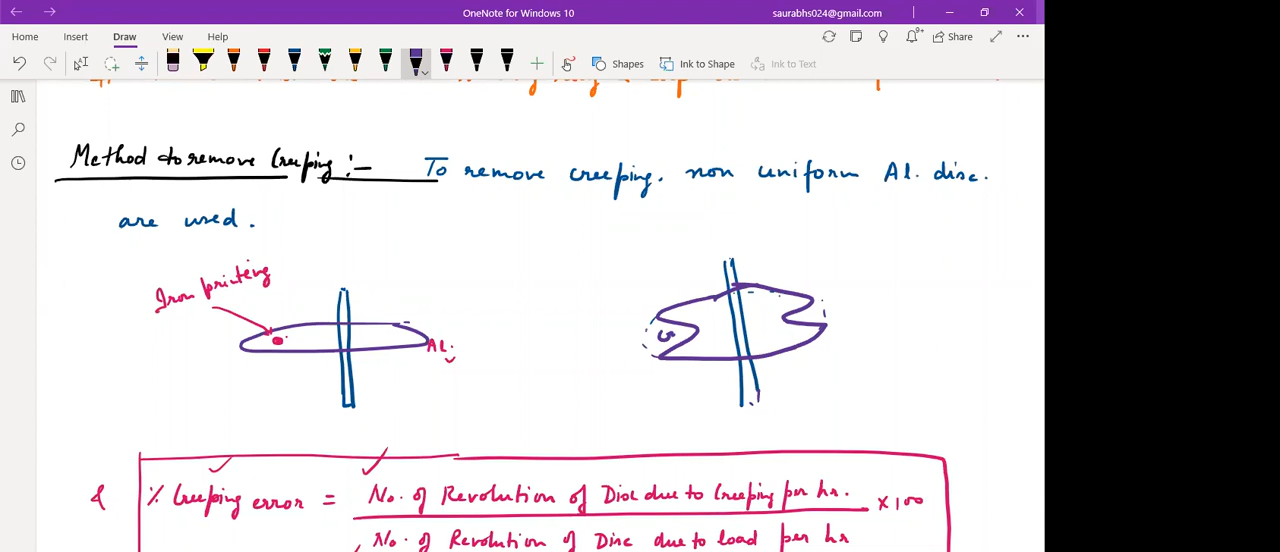 OneNote for Windows 10
saurabhs024@gmail.com
Home Insert Draw View Help
Share
Shapes Ink to Shape Ink to Text
Method to remove Creeping :- To remove creeping, non uniform Al. disc.
are used.
Iron printing
Al.
& % Creeping error = No. of Revolution of Disc due to Creeping per hr. × 100
No. of Revolution of Disc due to load per hr